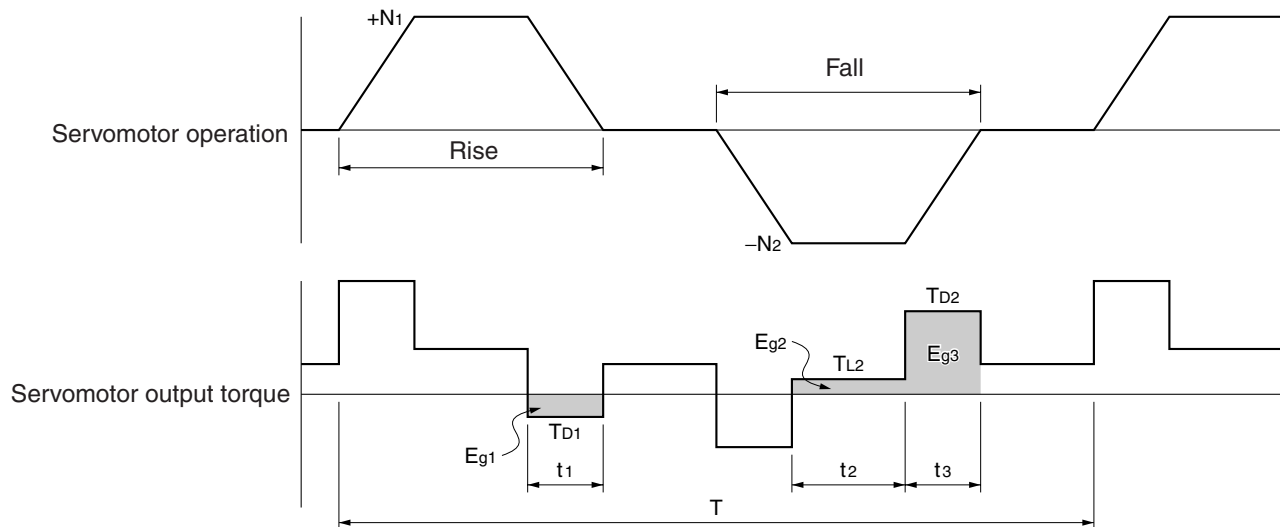 +N1
Fall
Servomotor operation
Rise
–N2
TD2
Eg2
TL2
Eg3
Servomotor output torque
TD1
Eg1
t1
t2
t3
T